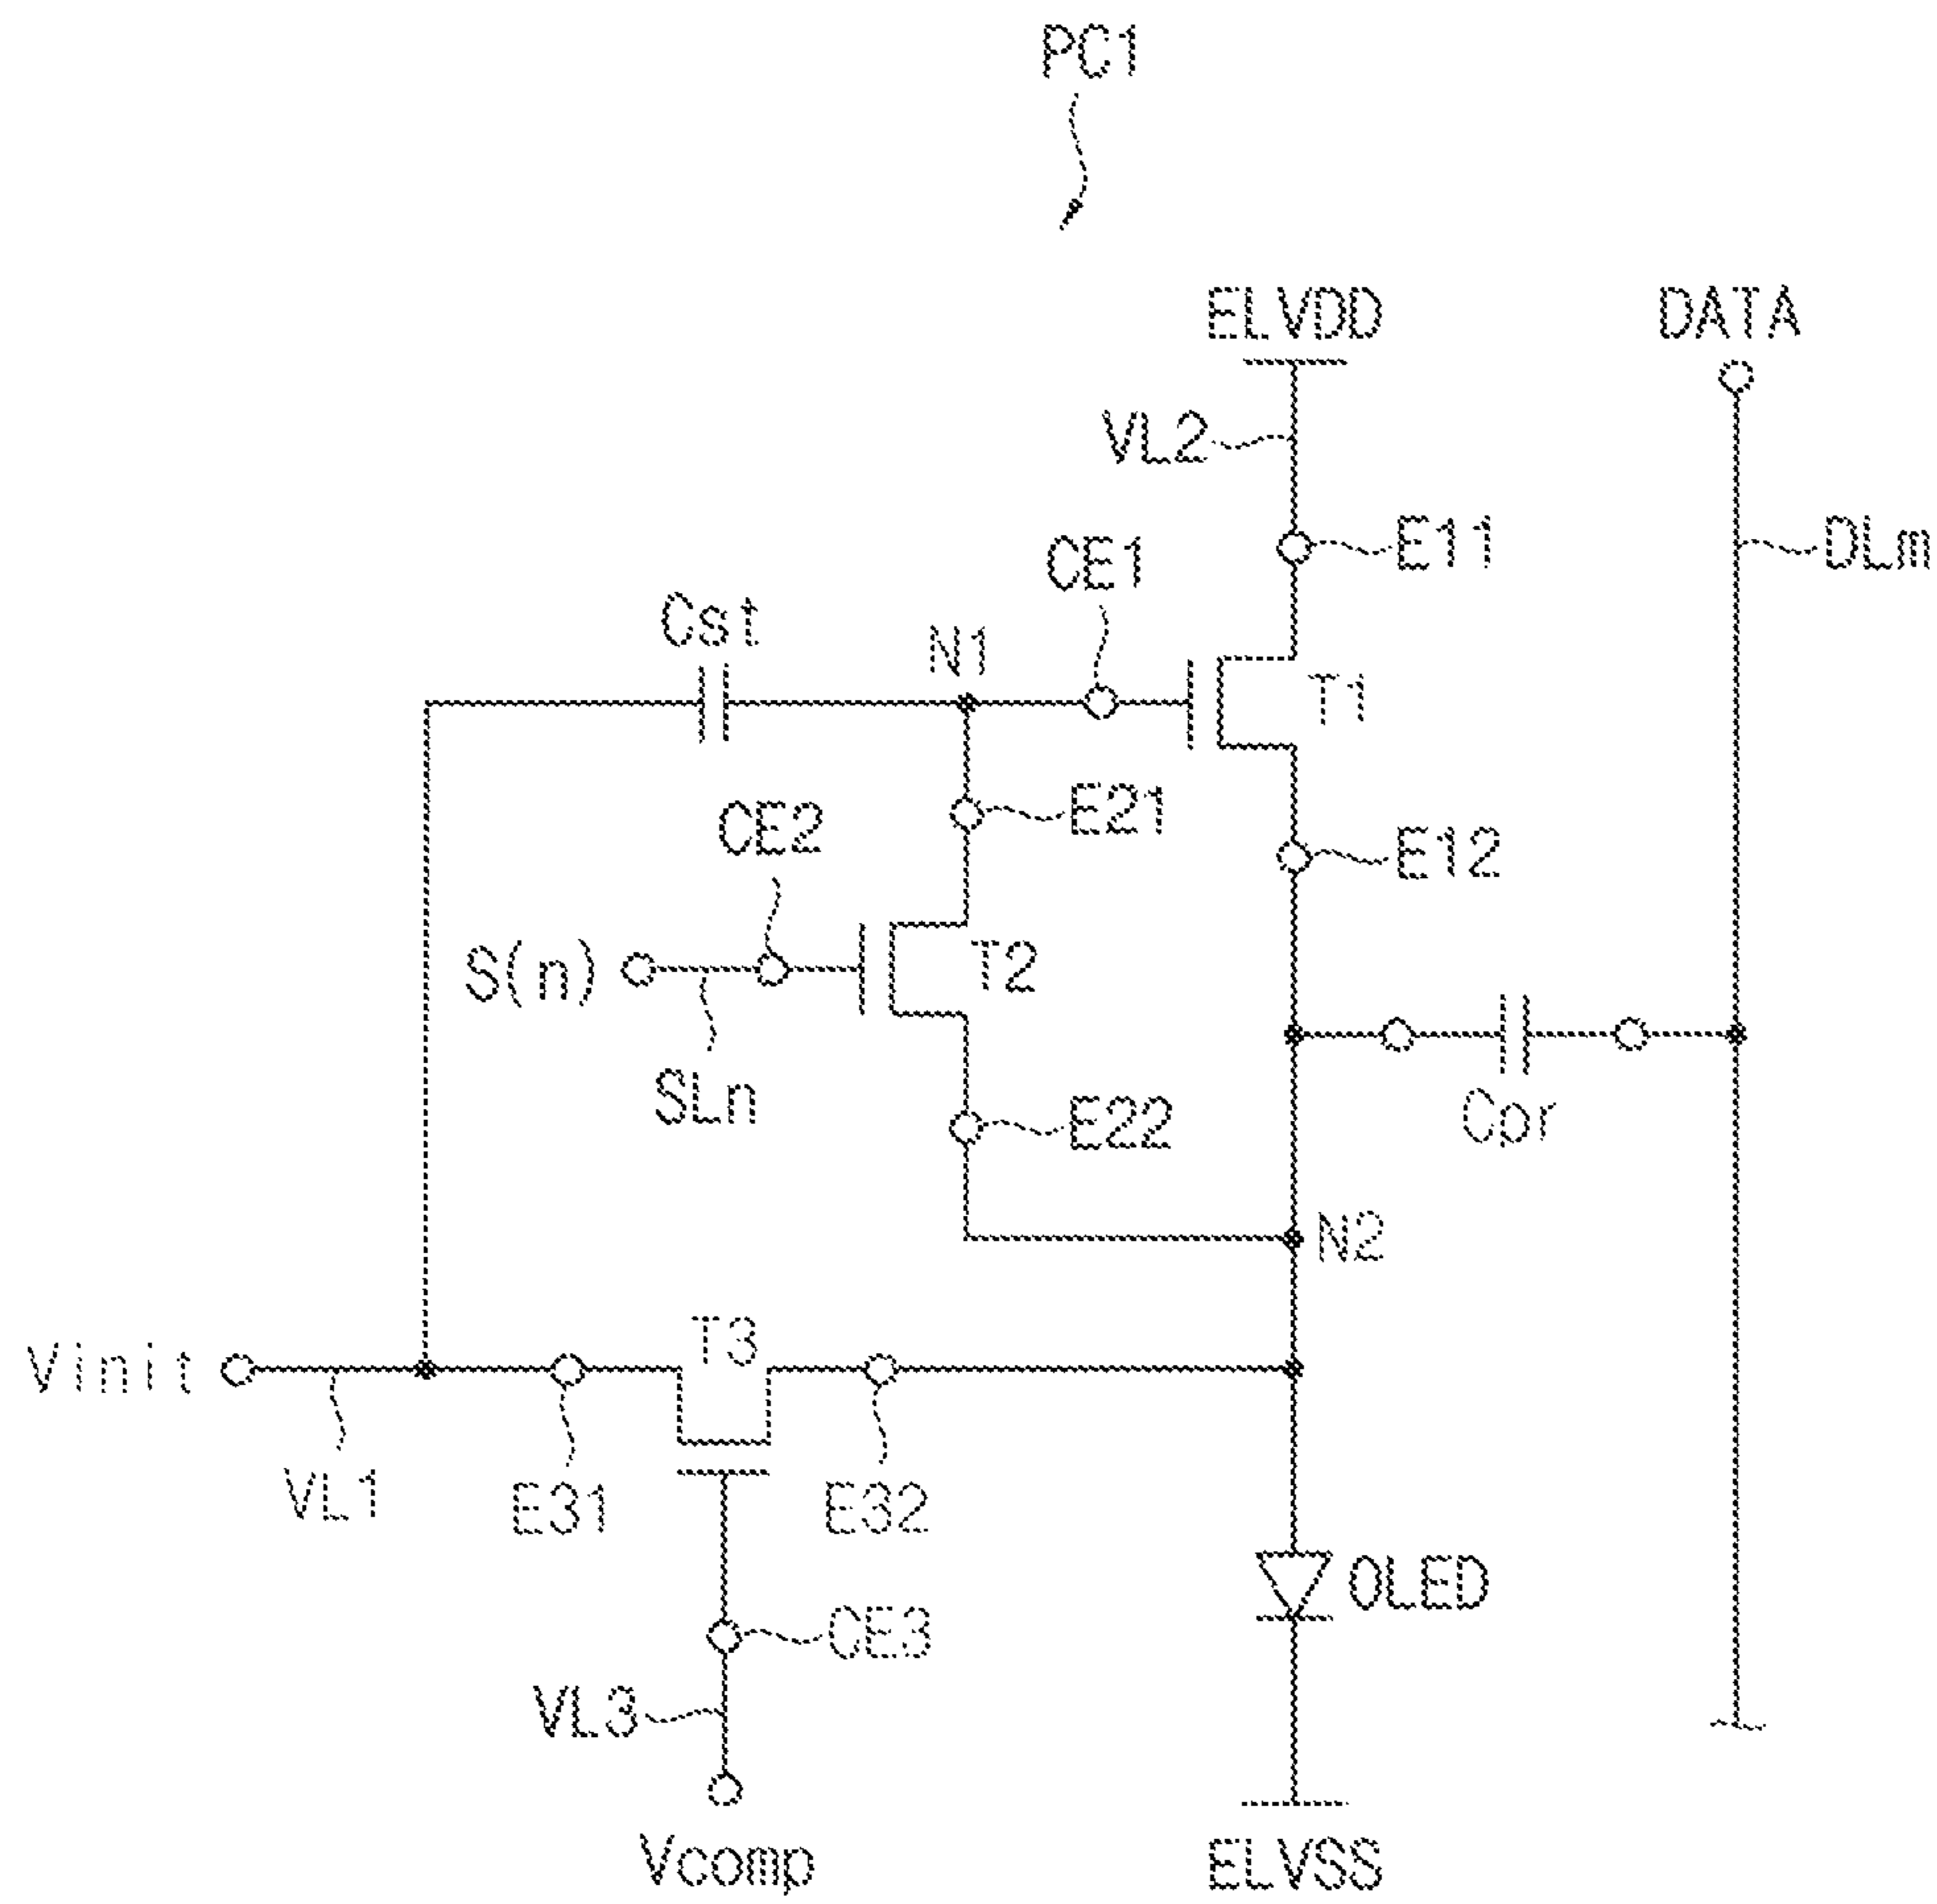 PC1
ELVDD
DATA
VL2
E11
DLm
CE1
Cst
N1
T1
E21
CE2
E12
S(n)
T2
SLn
E22
Cpr
N2
Vinit
T3
VL1
E31
E32
OLED
CE3
VL3
Vcomp
ELVSS